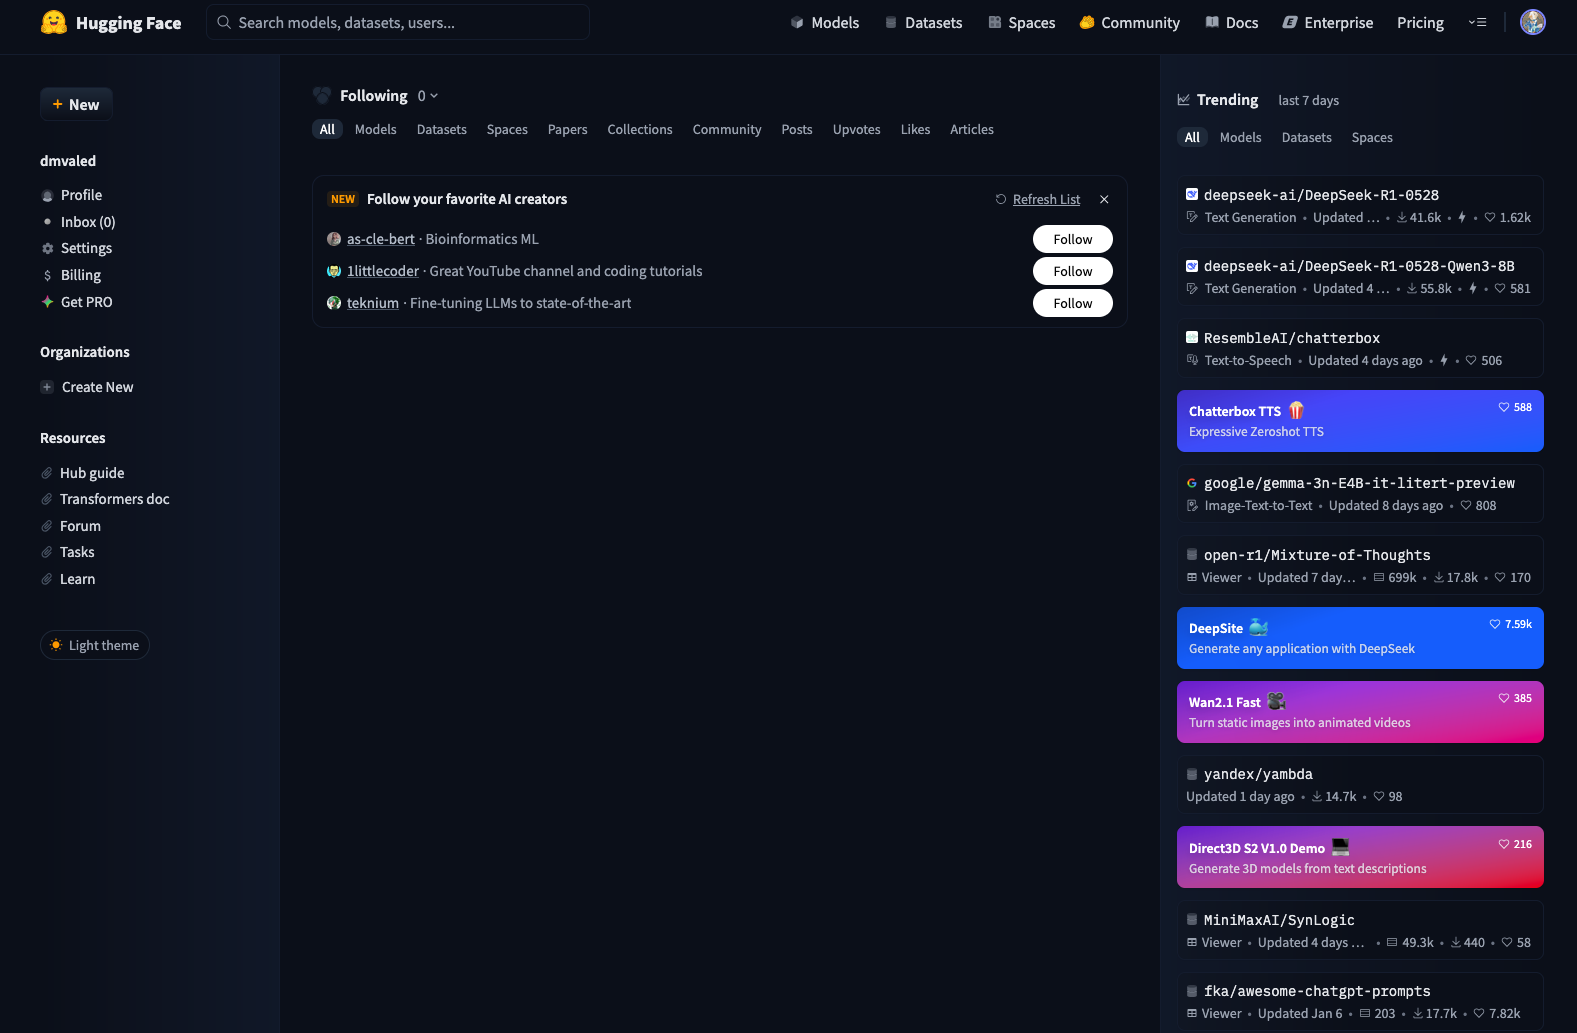 Hugging Face
Search models, datasets, users...
Models
Datasets
Spaces
Community
Docs
Enterprise
Pricing
+ New
dmvaled
Profile
Inbox (0)
Settings
Billing
Get PRO
Organizations
Create New
Resources
Hub guide
Transformers doc
Forum
Tasks
Learn
Light theme
Following 0
All
Models
Datasets
Spaces
Papers
Collections
Community
Posts
Upvotes
Likes
Articles
NEW Follow your favorite AI creators
Refresh List
as-cle-bert · Bioinformatics ML
Follow
1littlecoder · Great YouTube channel and coding tutorials
Follow
teknium · Fine-tuning LLMs to state-of-the-art
Follow
Trending last 7 days
All
Models
Datasets
Spaces
deepseek-ai/DeepSeek-R1-0528
Text Generation • Updated ... • 41.6k • • 1.62k
deepseek-ai/DeepSeek-R1-0528-Qwen3-8B
Text Generation • Updated 4 ... • 55.8k • • 581
ResembleAI/chatterbox
Text-to-Speech • Updated 4 days ago • • 506
Chatterbox TTS 🍿 588
Expressive Zeroshot TTS
google/gemma-3n-E4B-it-litert-preview
Image-Text-to-Text • Updated 8 days ago • 808
open-r1/Mixture-of-Thoughts
Viewer • Updated 7 day... • 699k • 17.8k • 170
DeepSite 🐳 7.59k
Generate any application with DeepSeek
Wan2.1 Fast 🎥 385
Turn static images into animated videos
yandex/yambda
Updated 1 day ago • 14.7k • 98
Direct3D S2 V1.0 Demo 216
Generate 3D models from text descriptions
MiniMaxAI/SynLogic
Viewer • Updated 4 days ... • 49.3k • 440 • 58
fka/awesome-chatgpt-prompts
Viewer • Updated Jan 6 • 203 • 17.7k • 7.82k